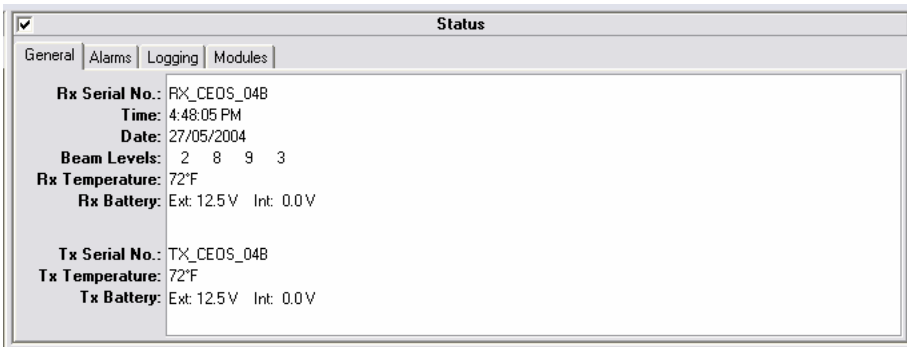 Status
General Alarms Logging Modules
Rx Serial No.: RX_CEOS_04B
Time: 4:48:05 PM
Date: 27/05/2004
Beam Levels: 2 8 9 3
Rx Temperature: 72°F
Rx Battery: Ext: 12.5 V Int: 0.0 V
Tx Serial No.: TX_CEOS_04B
Tx Temperature: 72°F
Tx Battery: Ext: 12.5 V Int: 0.0 V